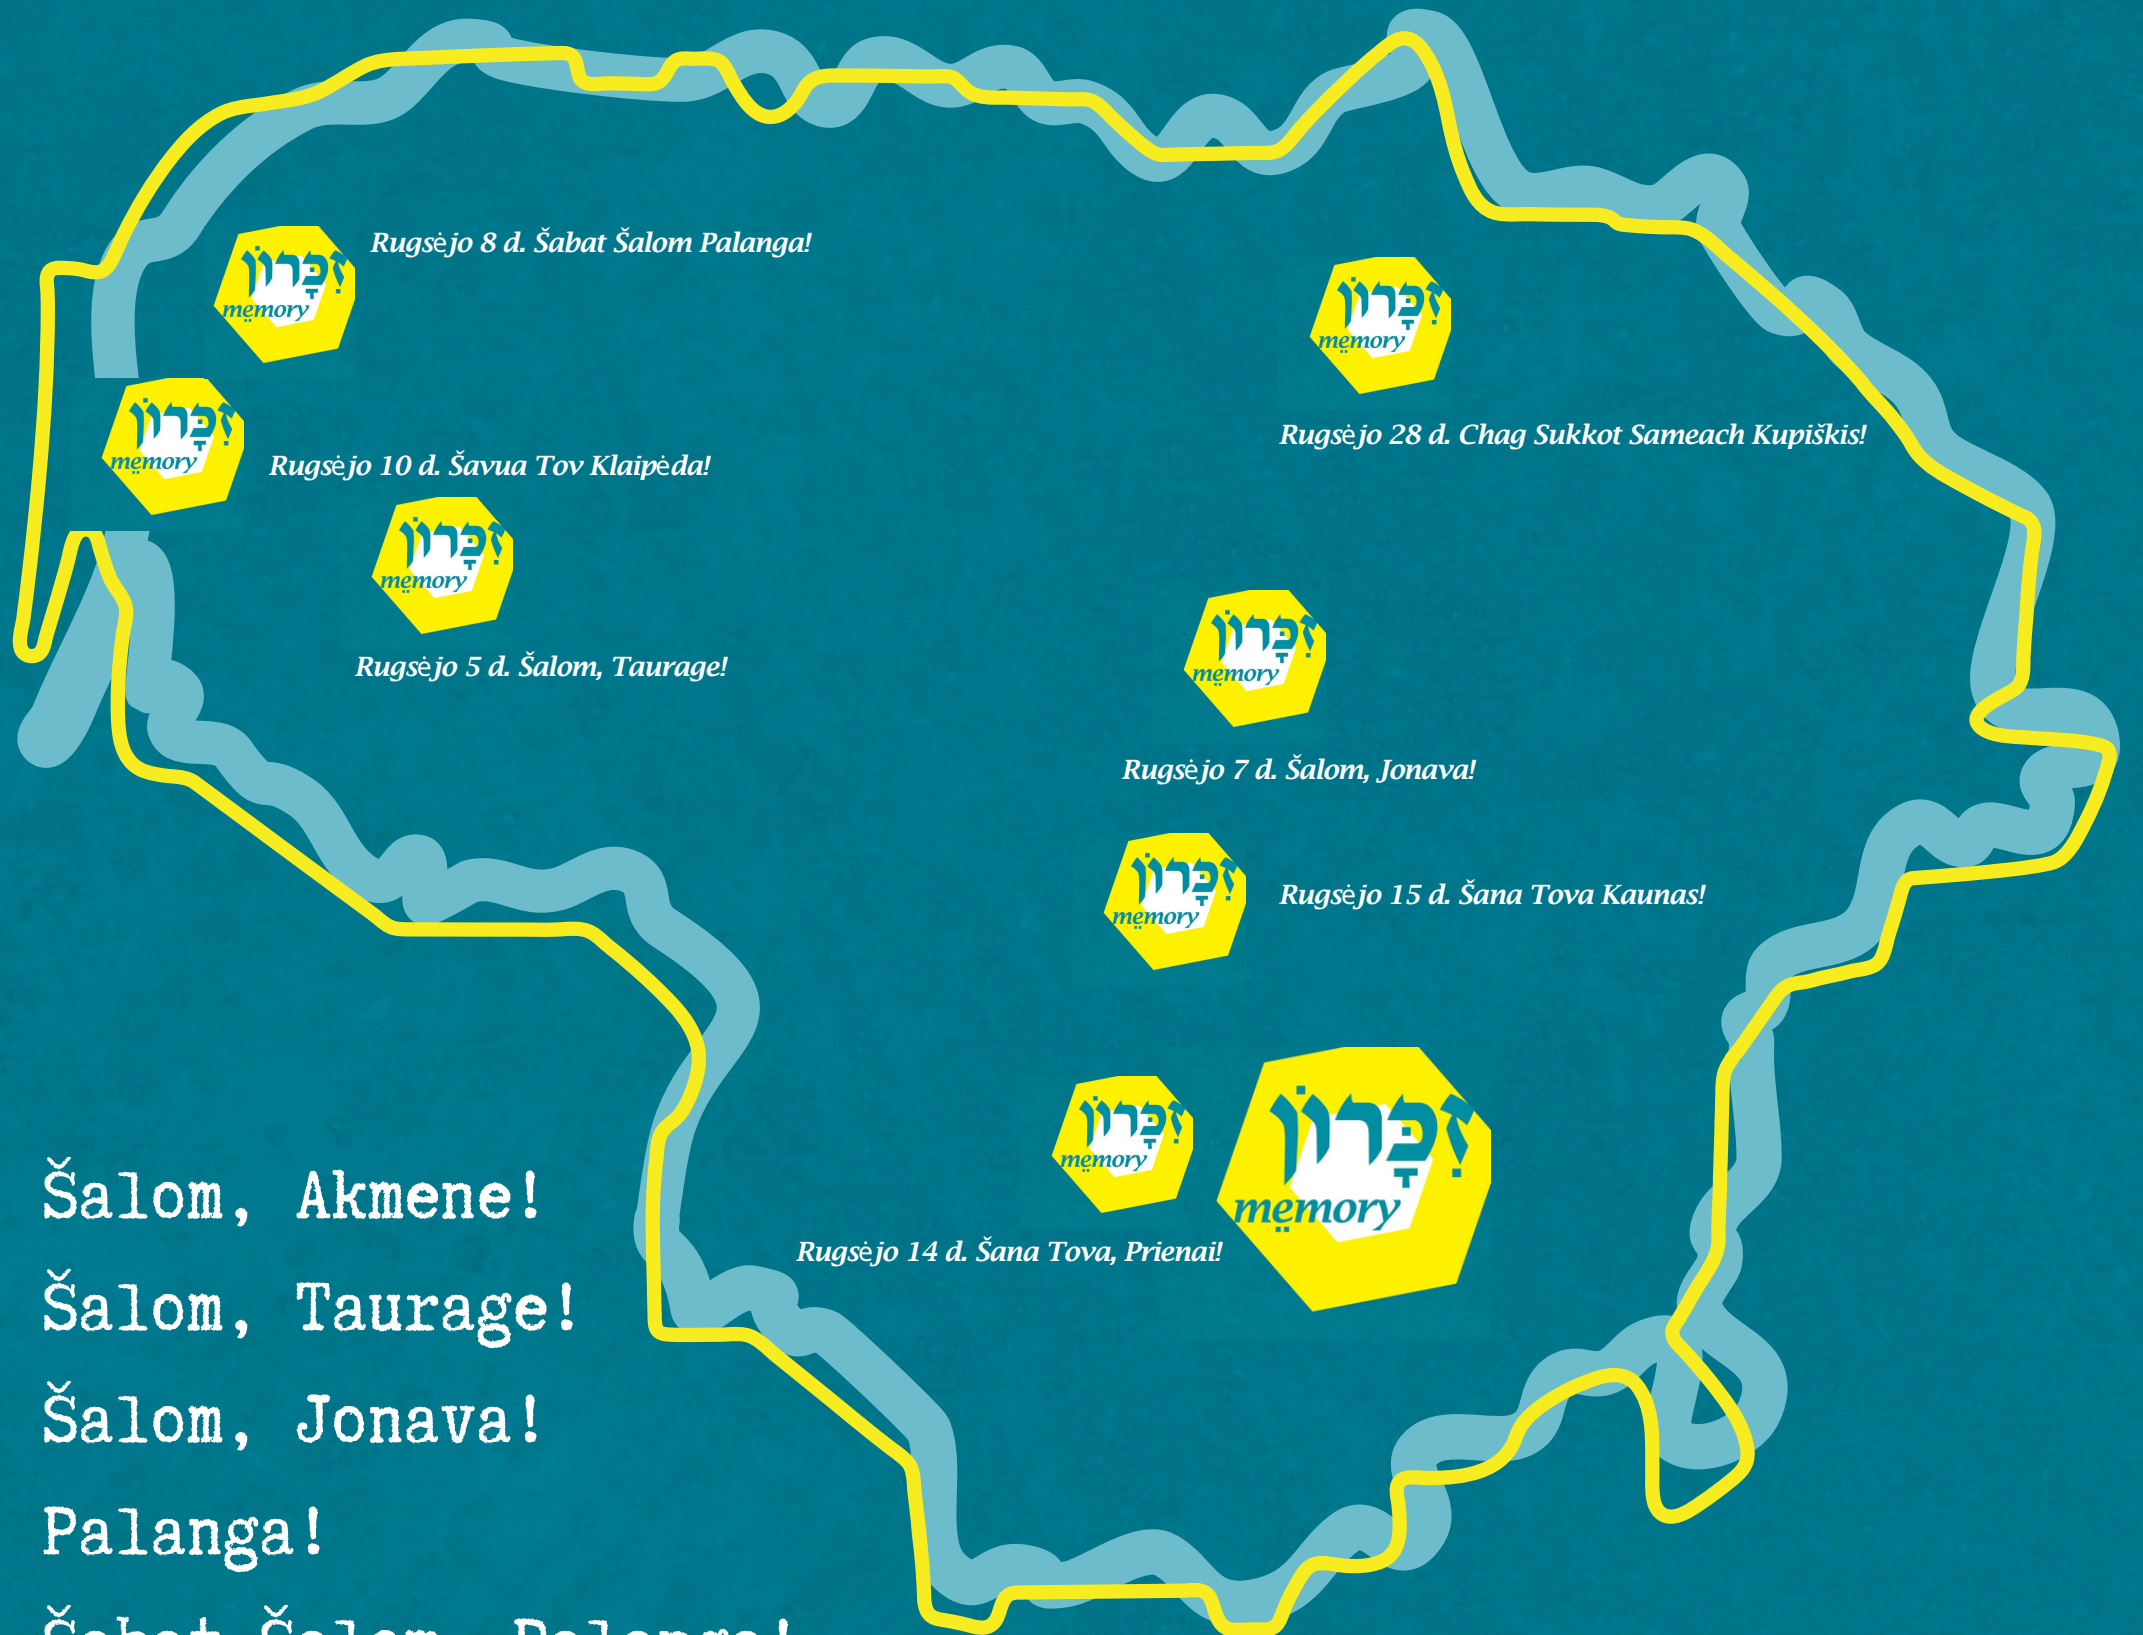 Rugsėjo 8 d. Šabat Šalom Palanga!
זִכָּרוֹן
memory
זִכָּרוֹן
memory
Rugsėjo 28 d. Chag Sukkot Sameach Kupiškis!
זִכָּרוֹן
memory
Rugsėjo 10 d. Šavua Tov Klaipėda!
זִכָּרוֹן
memory
Rugsėjo 5 d. Šalom, Taurage!
זִכָּרוֹן
memory
Rugsėjo 7 d. Šalom, Jonava!
זִכָּרוֹן
memory
Rugsėjo 15 d. Šana Tova Kaunas!
זִכָּרוֹן
memory
זִכָּרוֹן
memory
Rugsėjo 14 d. Šana Tova, Prienai!
Šalom, Akmene!
Šalom, Taurage!
Šalom, Jonava!
Palanga!
Šabat Šalom, Palanga!